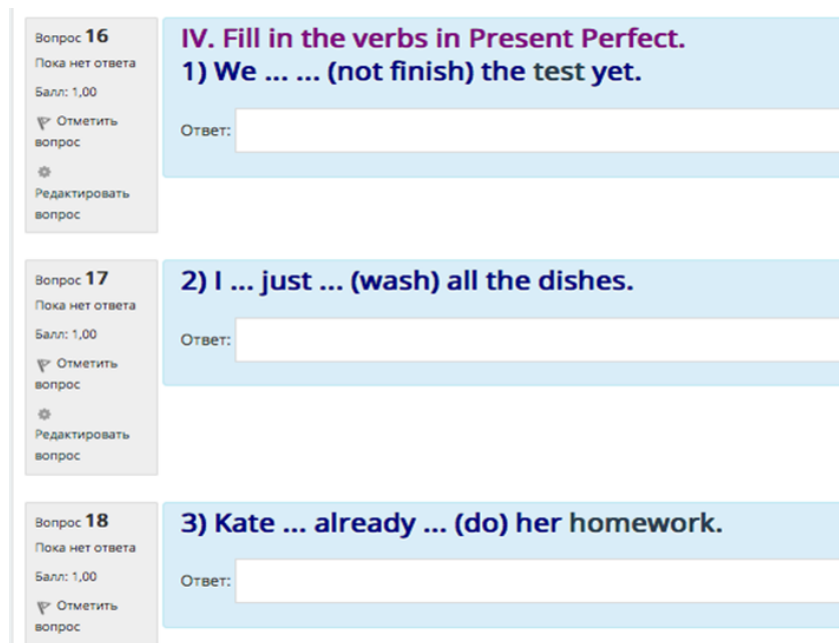 Вопрос 16
Пока нет ответа
Балл: 1,00
Отметить
вопрос
Редактировать
вопрос
IV. Fill in the verbs in Present Perfect.
1) We ... ... (not finish) the test yet.
Ответ:
Вопрос 17
Пока нет ответа
Балл: 1,00
Отметить
вопрос
Редактировать
вопрос
2) I ... just ... (wash) all the dishes.
Ответ:
Вопрос 18
Пока нет ответа
Балл: 1,00
Отметить
вопрос
3) Kate ... already ... (do) her homework.
Ответ: